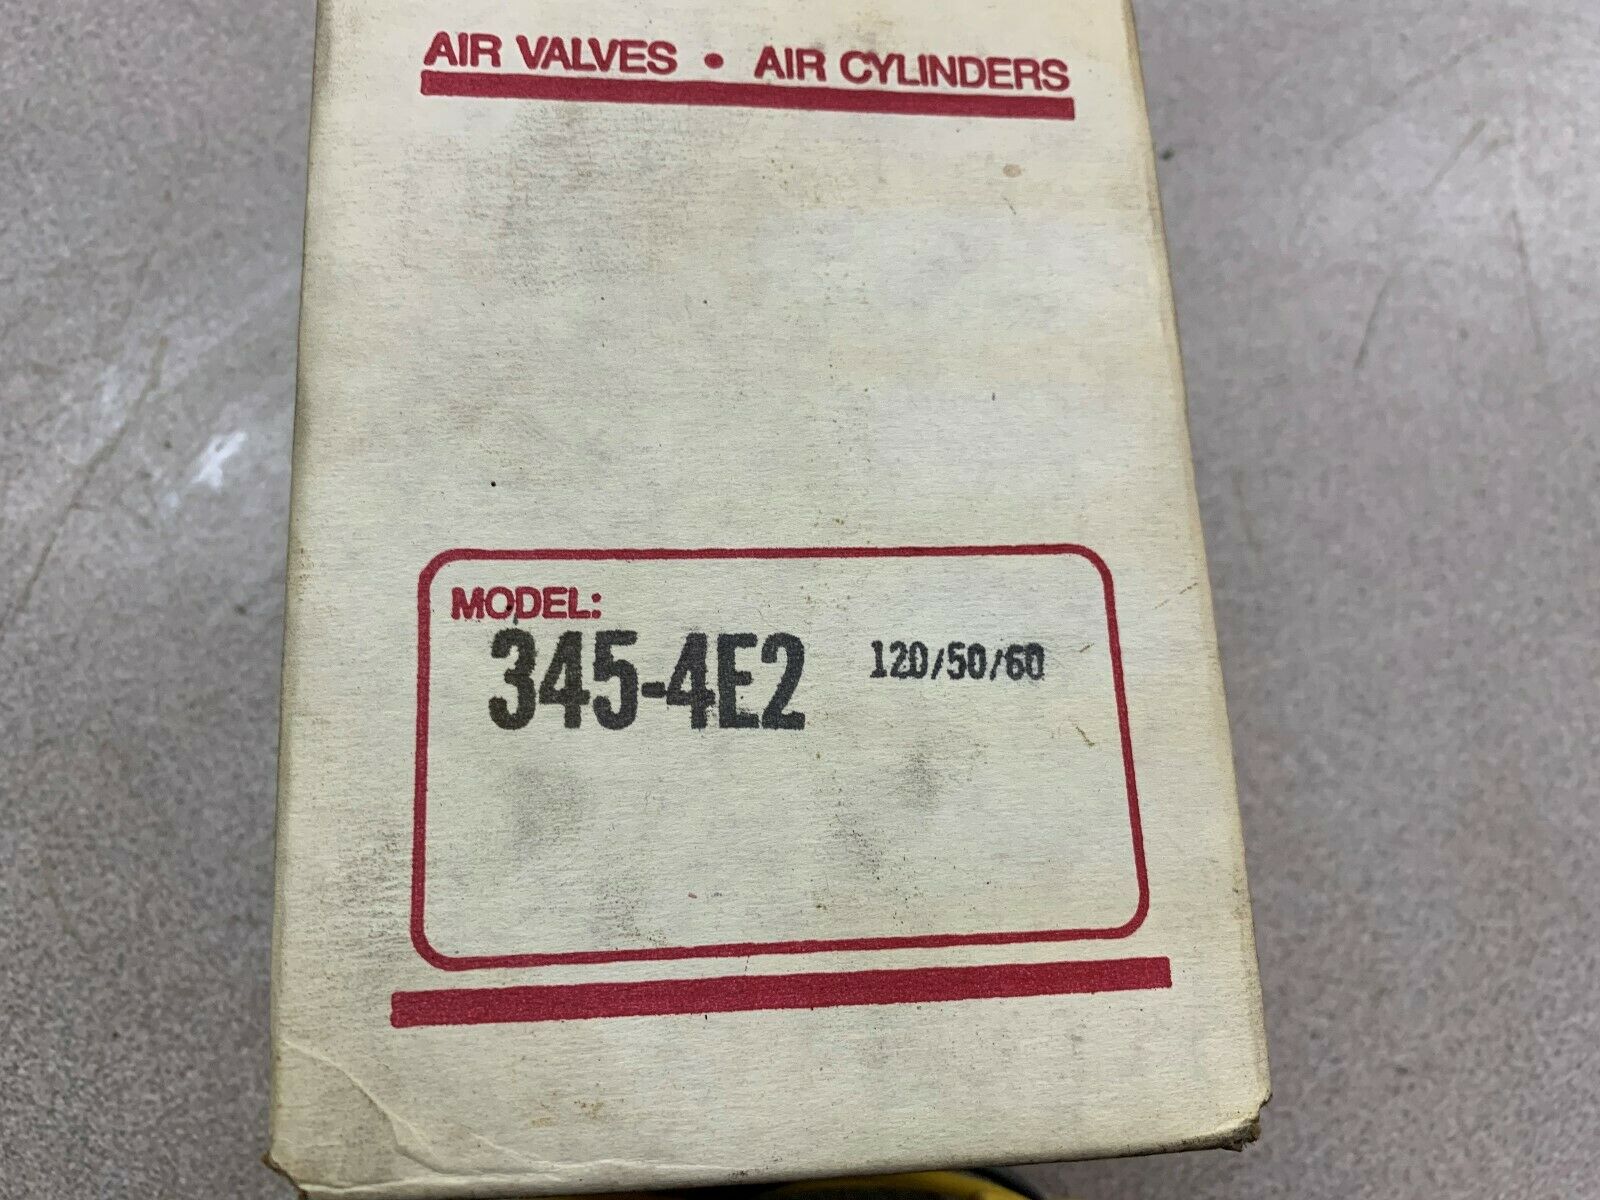 AIR VALVES • AIR CYLINDERS
MODEL:
345-4E2 120/50/60